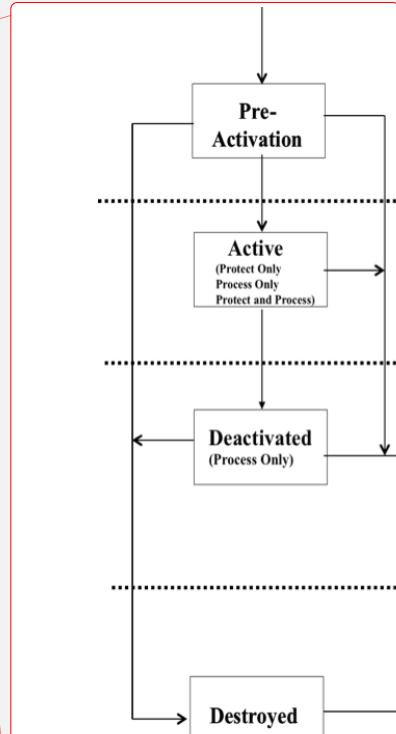 Pre-
Activation
Active
(Protect Only
Process Only
Protect and Process)
Deactivated
(Process Only)
Destroyed